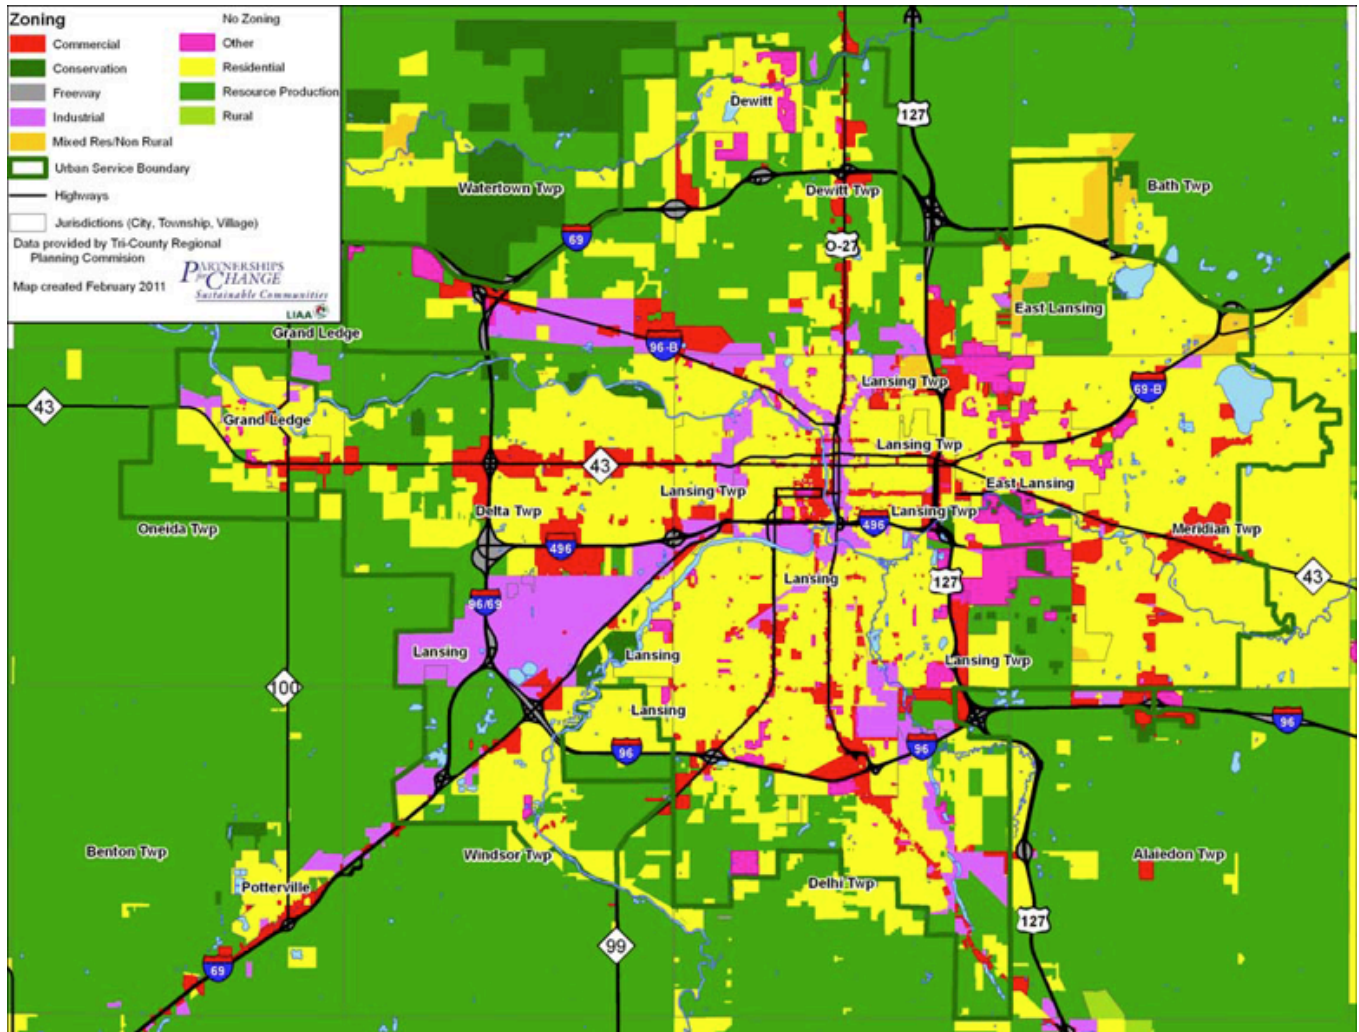 Zoning
No Zoning
Commercial
Other
Conservation
Residential
Freeway
Resource Production
Industrial
Rural
Mixed Res/Non Rural
Urban Service Boundary
Highways
Jurisdictions (City, Township, Village)
Data provided by Tri-County Regional
Planning Commision
Map created February 2011
PARTNERSHIPS
for CHANGE
Sustainable Communities
LIAA
Dewitt
127
Watertown Twp
Dewitt Twp
Bath Twp
69
O-27
East Lansing
Grand Ledge
96-B
Lansing Twp
69-B
43
Grand Ledge
Lansing Twp
43
Lansing Twp
East Lansing
Delta Twp
Lansing Twp
Oneida Twp
496
Meridian Twp
496
Lansing
127
43
96/69
Lansing
Lansing
Lansing Twp
100
Lansing
96
96
96
Benton Twp
Windsor Twp
Alaiedon Twp
Potterville
Delhi Twp
127
99
69